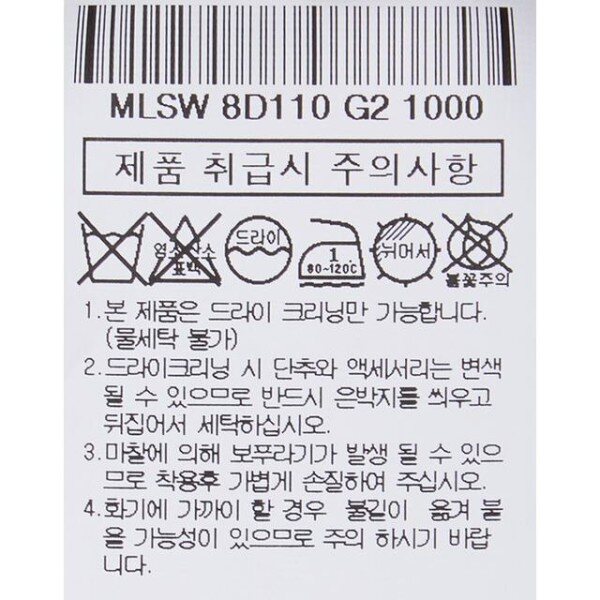 MLSW 8D110 G2 1000
제품 취급시 주의사항
염소산소 드라이 1 뒤어서
표백 80~120℃ 불꽃주의
1.본 제품은 드라이 크리닝만 가능합니다.
(물세탁 불가)
2.드라이크리닝 시 단추와 액세서리는 변색
될 수 있으므로 반드시 은박지를 씌우고
뒤집어서 세탁하십시오.
3.마찰에 의해 보푸라기가 발생 될 수 있으
므로 착용후 가볍게 손질하여 주십시오.
4.화기에 가까이 할 경우 불길이 옮겨 붙
을 가능성이 있으므로 주의 하시기 바랍
니다.